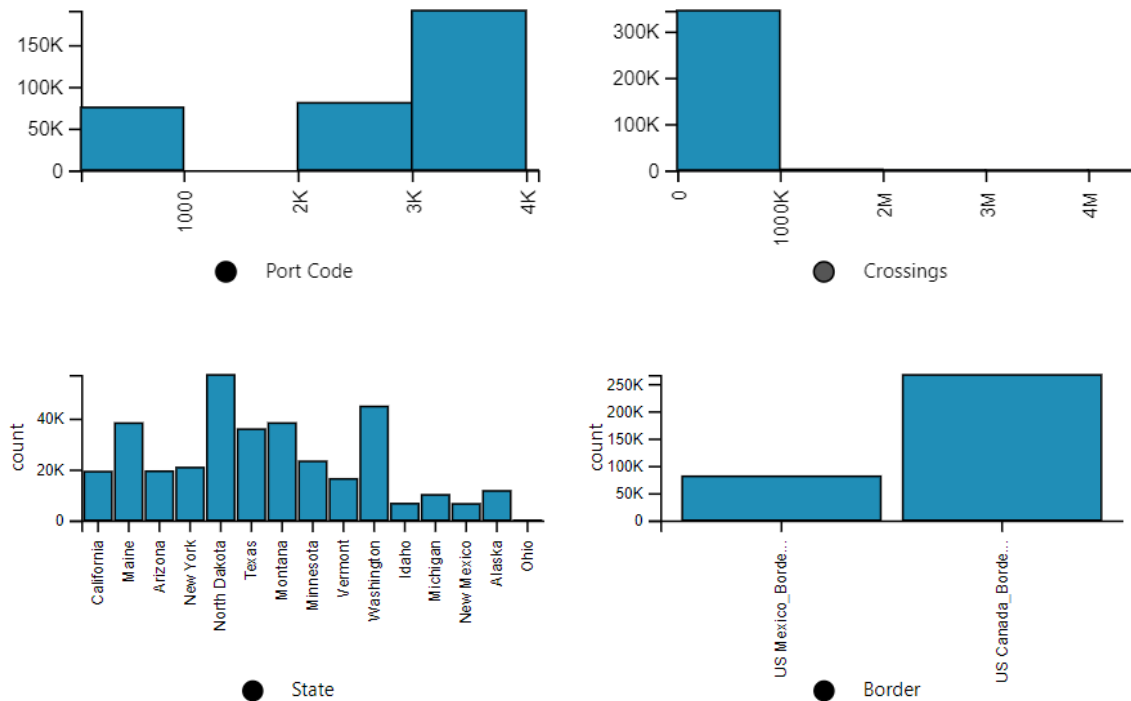 150K
100K
50K
0
1000
2K
3K
4K
Port Code
300K
200K
100K
0
0
1000K
2M
3M
4M
Crossings
count
40K
20K
0
California
Maine
Arizona
New York
North Dakota
Texas
Montana
Minnesota
Vermont
Washington
Idaho
Michigan
New Mexico
Alaska
Ohio
State
count
250K
200K
150K
100K
50K
0
US Mexico_Borde...
US Canada_Borde...
Border